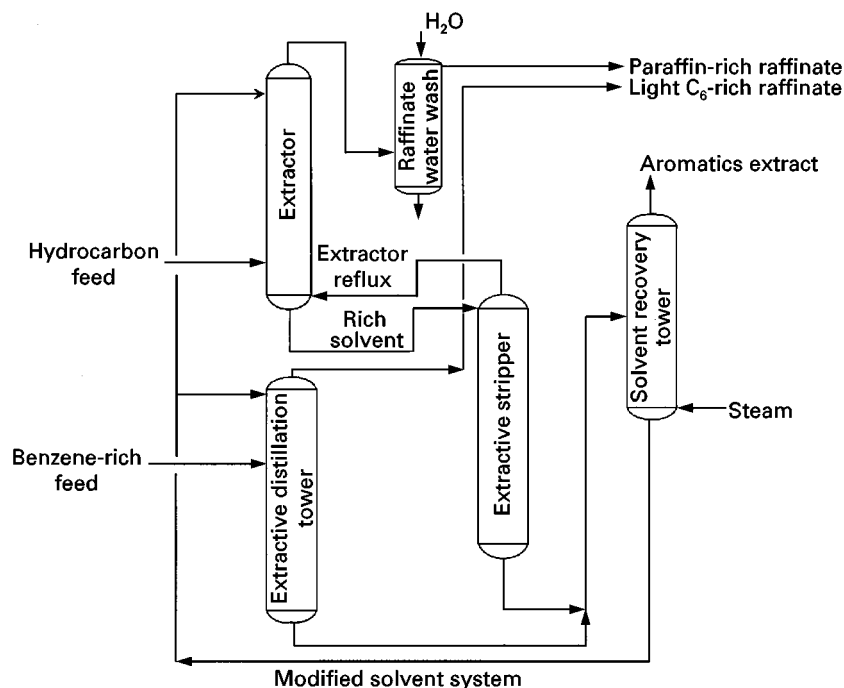 H₂O
Paraffin-rich raffinate
Light C₆-rich raffinate
Raffinate
water wash
Extractor
Aromatics extract
Hydrocarbon
feed
Extractor
reflux
Rich
solvent
Solvent recovery
tower
Steam
Extractive stripper
Benzene-rich
feed
Extractive distillation
tower
Modified solvent system